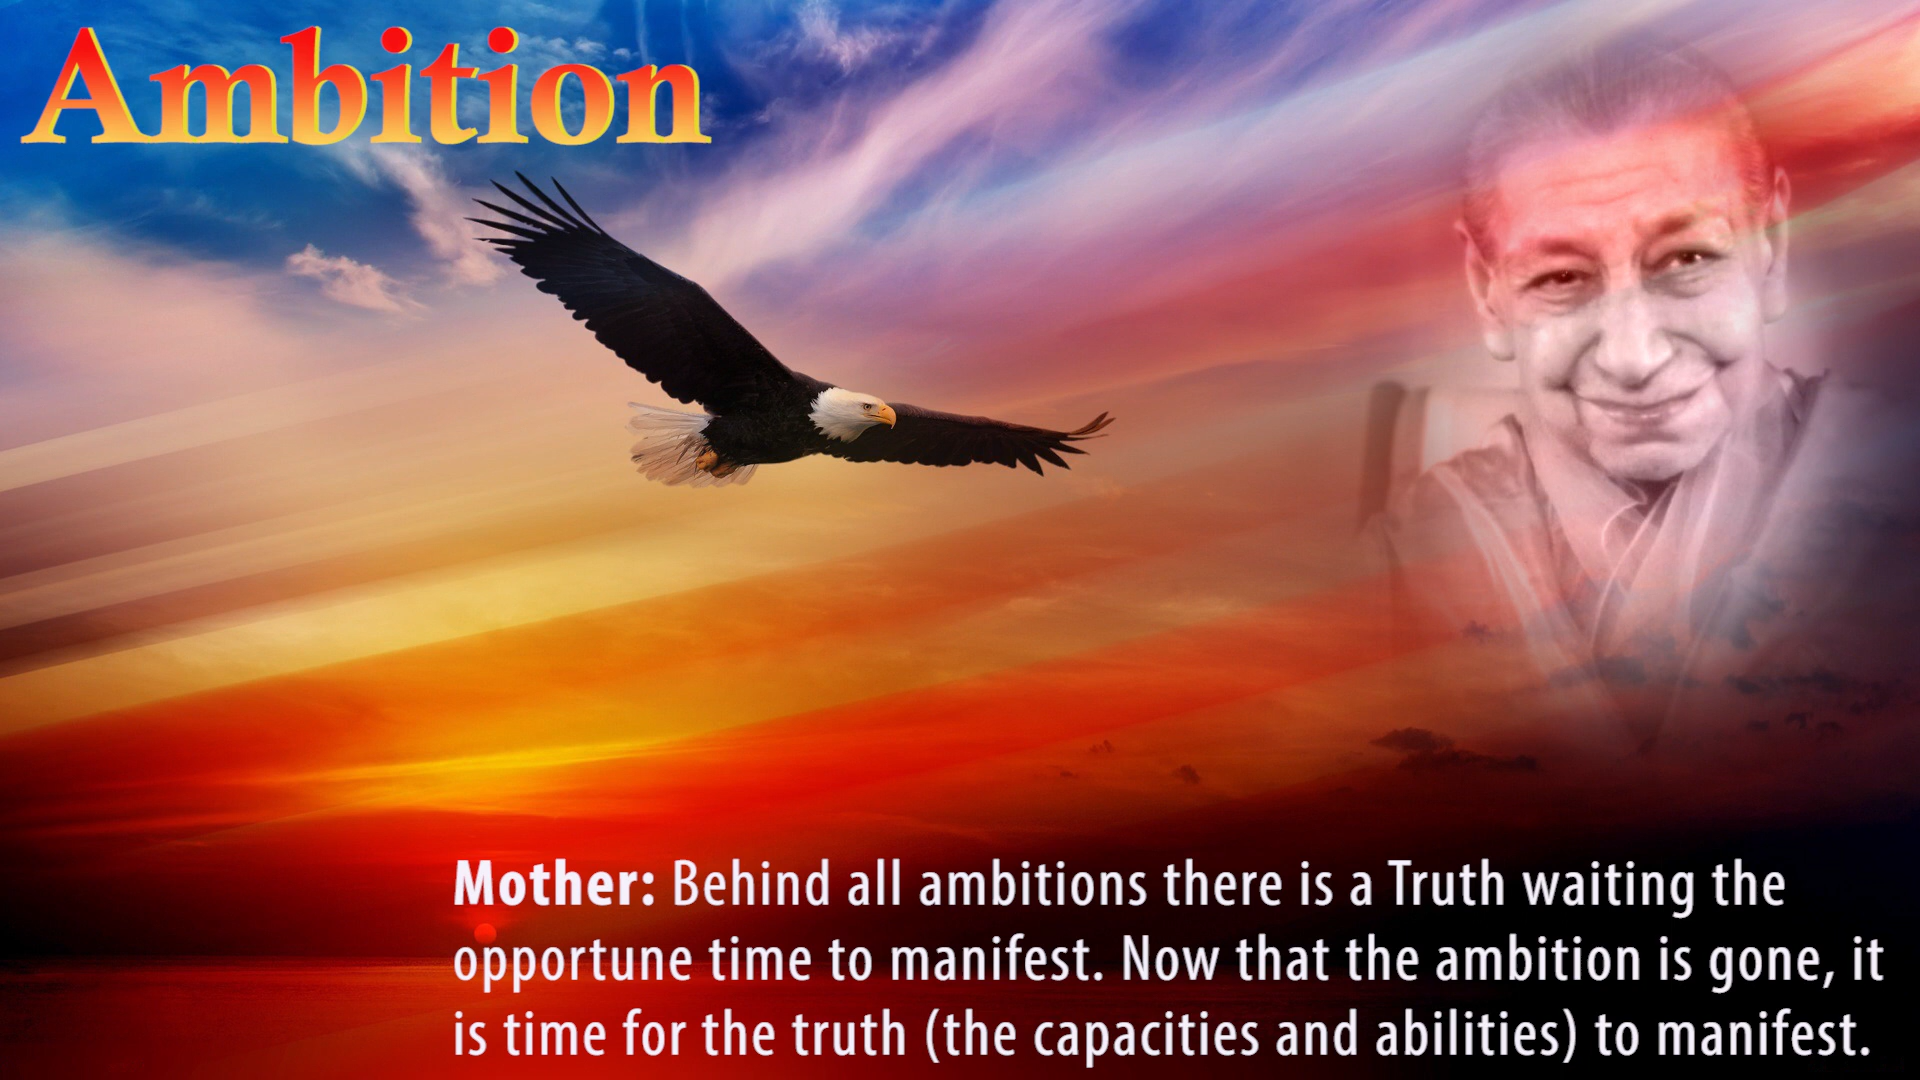 Ambition
Mother: Behind all ambitions there is a Truth waiting the
opportune time to manifest. Now that the ambition is gone, it
is time for the truth (the capacities and abilities) to manifest.